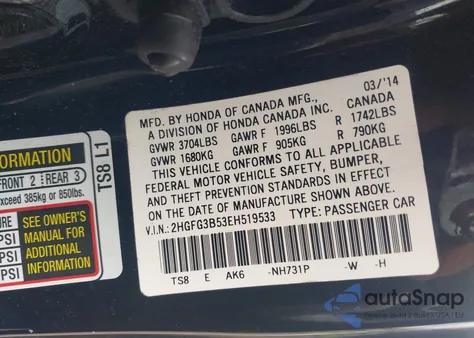 MFD. BY HONDA OF CANADA MFG., 03/'14
A DIVISION OF HONDA CANADA INC. CANADA
GVWR 3704LBS GAWR F 1996LBS R 1742LBS
GVWR 1680KG GAWR F 905KG R 790KG
THIS VEHICLE CONFORMS TO ALL APPLICABLE
FEDERAL MOTOR VEHICLE SAFETY, BUMPER,
AND THEFT PREVENTION STANDARDS IN EFFECT
ON THE DATE OF MANUFACTURE SHOWN ABOVE.
V.I.N.: 2HGFG3B53EH519533 TYPE: PASSENGER CAR
TS8 E AK6 -NH731P -W -H
TS8 L1
FRONT 2 REAR 3
exceed 385kg or 850lbs.
PSI
PSI
SEE OWNER'S
MANUAL FOR
ADDITIONAL
INFORMATION
autoSnap